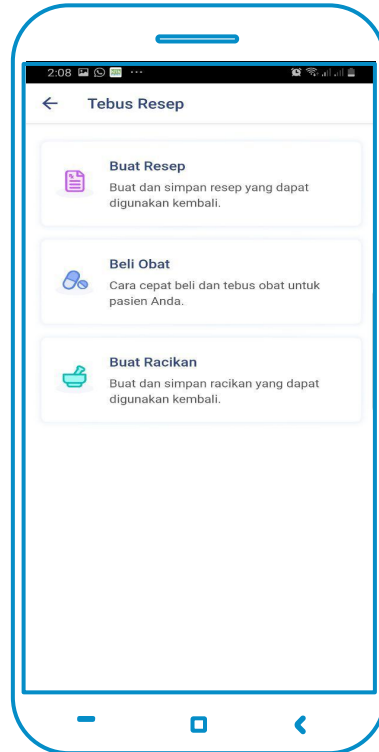 2:08
Tebus Resep
Buat Resep
Buat dan simpan resep yang dapat
digunakan kembali.
Beli Obat
Cara cepat beli dan tebus obat untuk
pasien Anda.
Buat Racikan
Buat dan simpan racikan yang dapat
digunakan kembali.